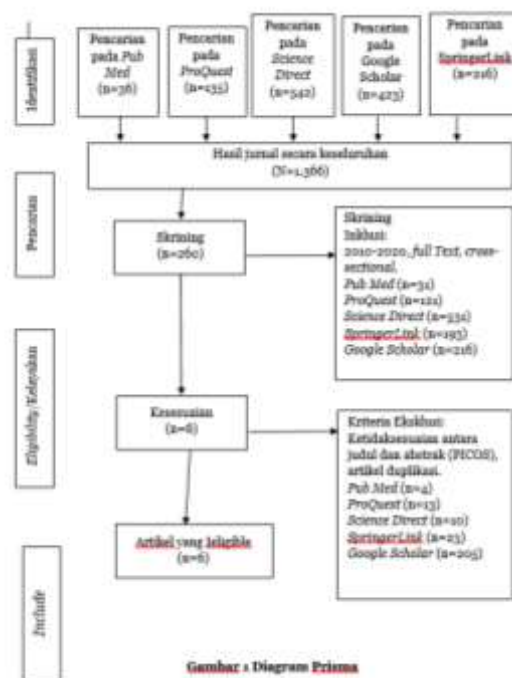 Identifikasi
Pencarian
pada Pub
Med
(n=36)
Pencarian
pada
ProQuest
(n=135)
Pencarian
pada
Science
Direct
(n=542)
Pencarian
pada
Google
Scholar
(n=423)
Pencarian
pada
SpringerLink
(n=216)
Hasil jurnal secara keseluruhan
(N=1.366)
Pencarian
Skrining
(n=260)
Skrining
Inklusi:
2010-2020, full Text, cross-
sectional.
Pub Med (n=31)
ProQuest (n=121)
Science Direct (n=531)
SpringerLink (n=193)
Google Scholar (n=216)
Eligibility/Kelayakan
Kesesuaian
(n=6)
Kriteria Eksklusi:
Ketidaksesuaian antara
judul dan abstrak (PICOS),
artikel duplikasi.
Pub Med (n=4)
ProQuest (n=13)
Science Direct (n=10)
SpringerLink (n=23)
Google Scholar (n=205)
Artikel yang Ieligible
(n=6)
Include
Gambar 1 Diagram Prisma